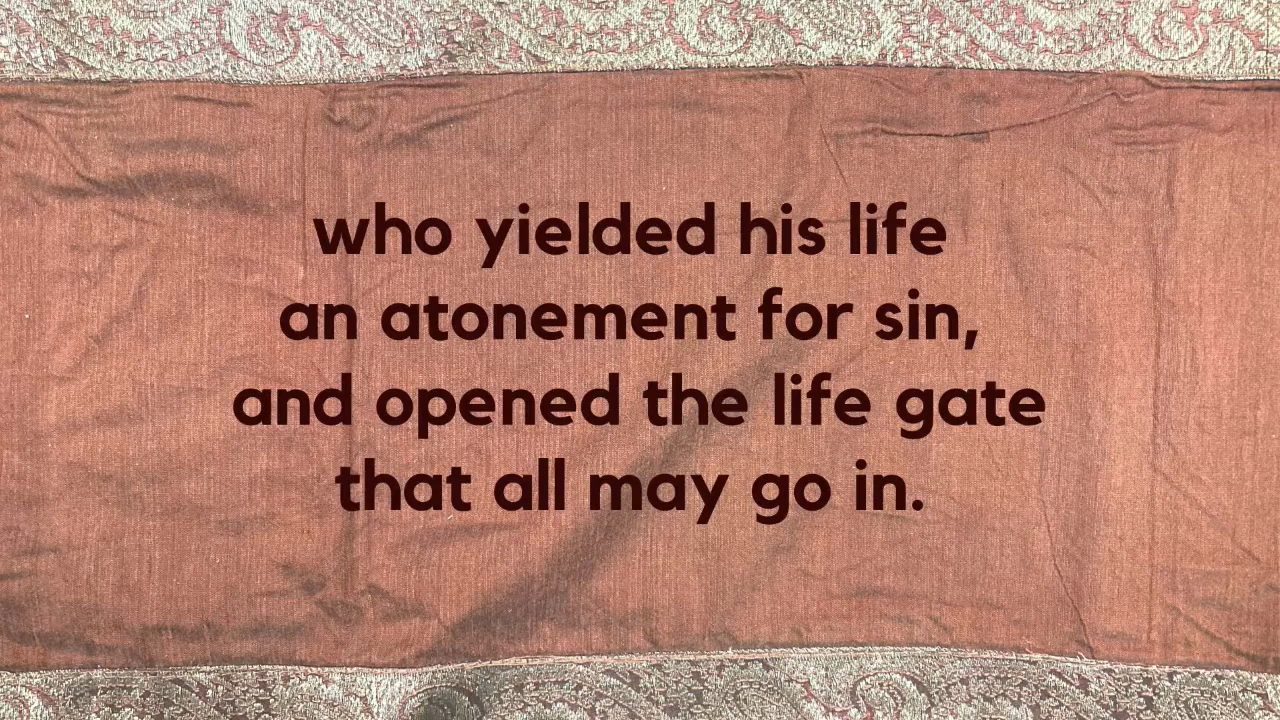 who yielded his life
an atonement for sin,
and opened the life gate
that all may go in.